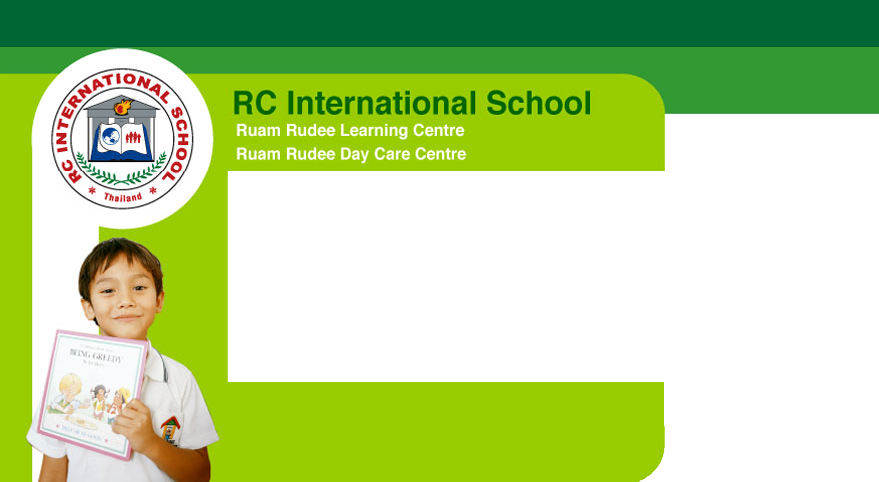 RC International School
Ruam Rudee Learning Centre
Ruam Rudee Day Care Centre
RC INTERNATIONAL SCHOOL
Thailand
BEING GREEDY